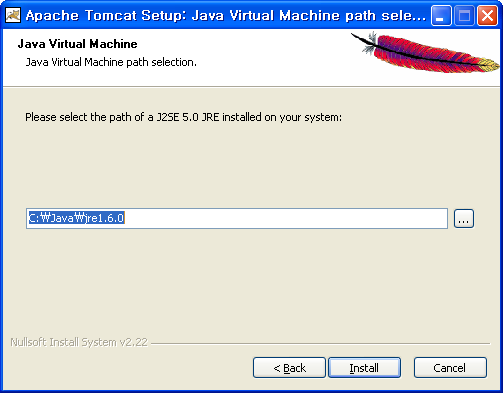 Apache Tomcat Setup: Java Virtual Machine path sele...
Java Virtual Machine
Java Virtual Machine path selection.
Please select the path of a J2SE 5.0 JRE installed on your system:
C:₩Java₩jre1.6.0
...
Nullsoft Install System v2.22
< Back
Install
Cancel